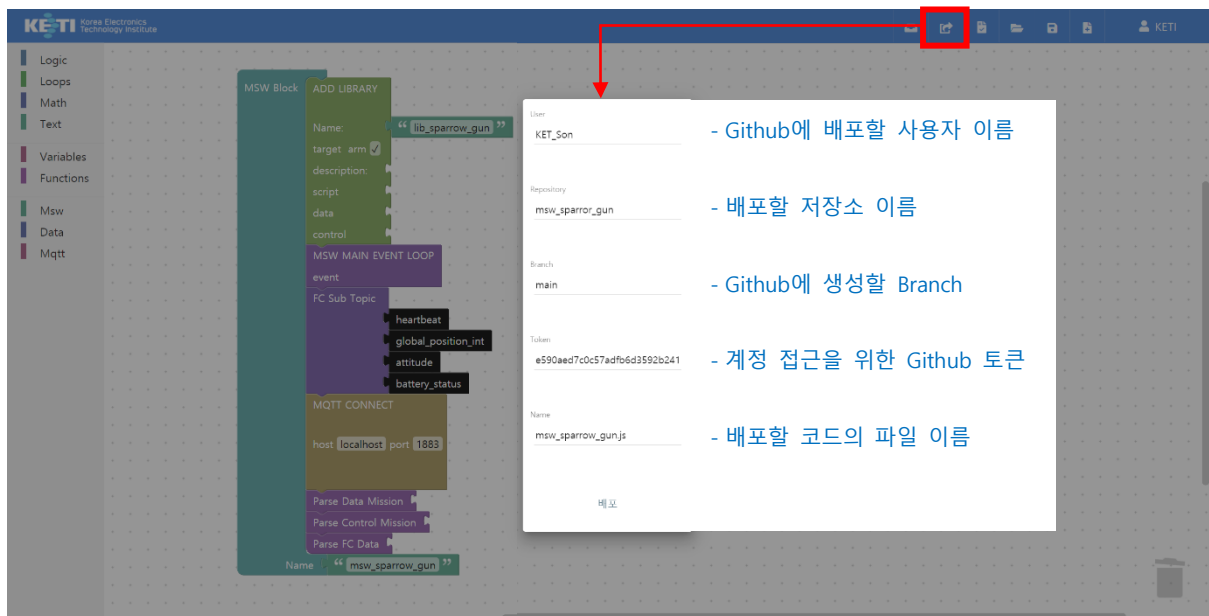 KETI Korea Electronics
Technology Institute
KETI
Logic
Loops
Math
Text
Variables
Functions
Msw
Data
Mqtt
MSW Block
ADD LIBRARY
Name: “ lib_sparrow_gun ”
target arm
description:
script
data
control
MSW MAIN EVENT LOOP
event
FC Sub Topic
heartbeat
global_position_int
attitude
battery_status
MQTT CONNECT
host localhost port 1883
Parse Data Mission
Parse Control Mission
Parse FC Data
Name “ msw_sparrow_gun ”
User
KET_Son
- Github에 배포할 사용자 이름
Repository
msw_sparror_gun
- 배포할 저장소 이름
Branch
main
- Github에 생성할 Branch
Token
e590aed7c0c57adfb6d3592b241
- 계정 접근을 위한 Github 토큰
Name
msw_sparrow_gun.js
- 배포할 코드의 파일 이름
배포